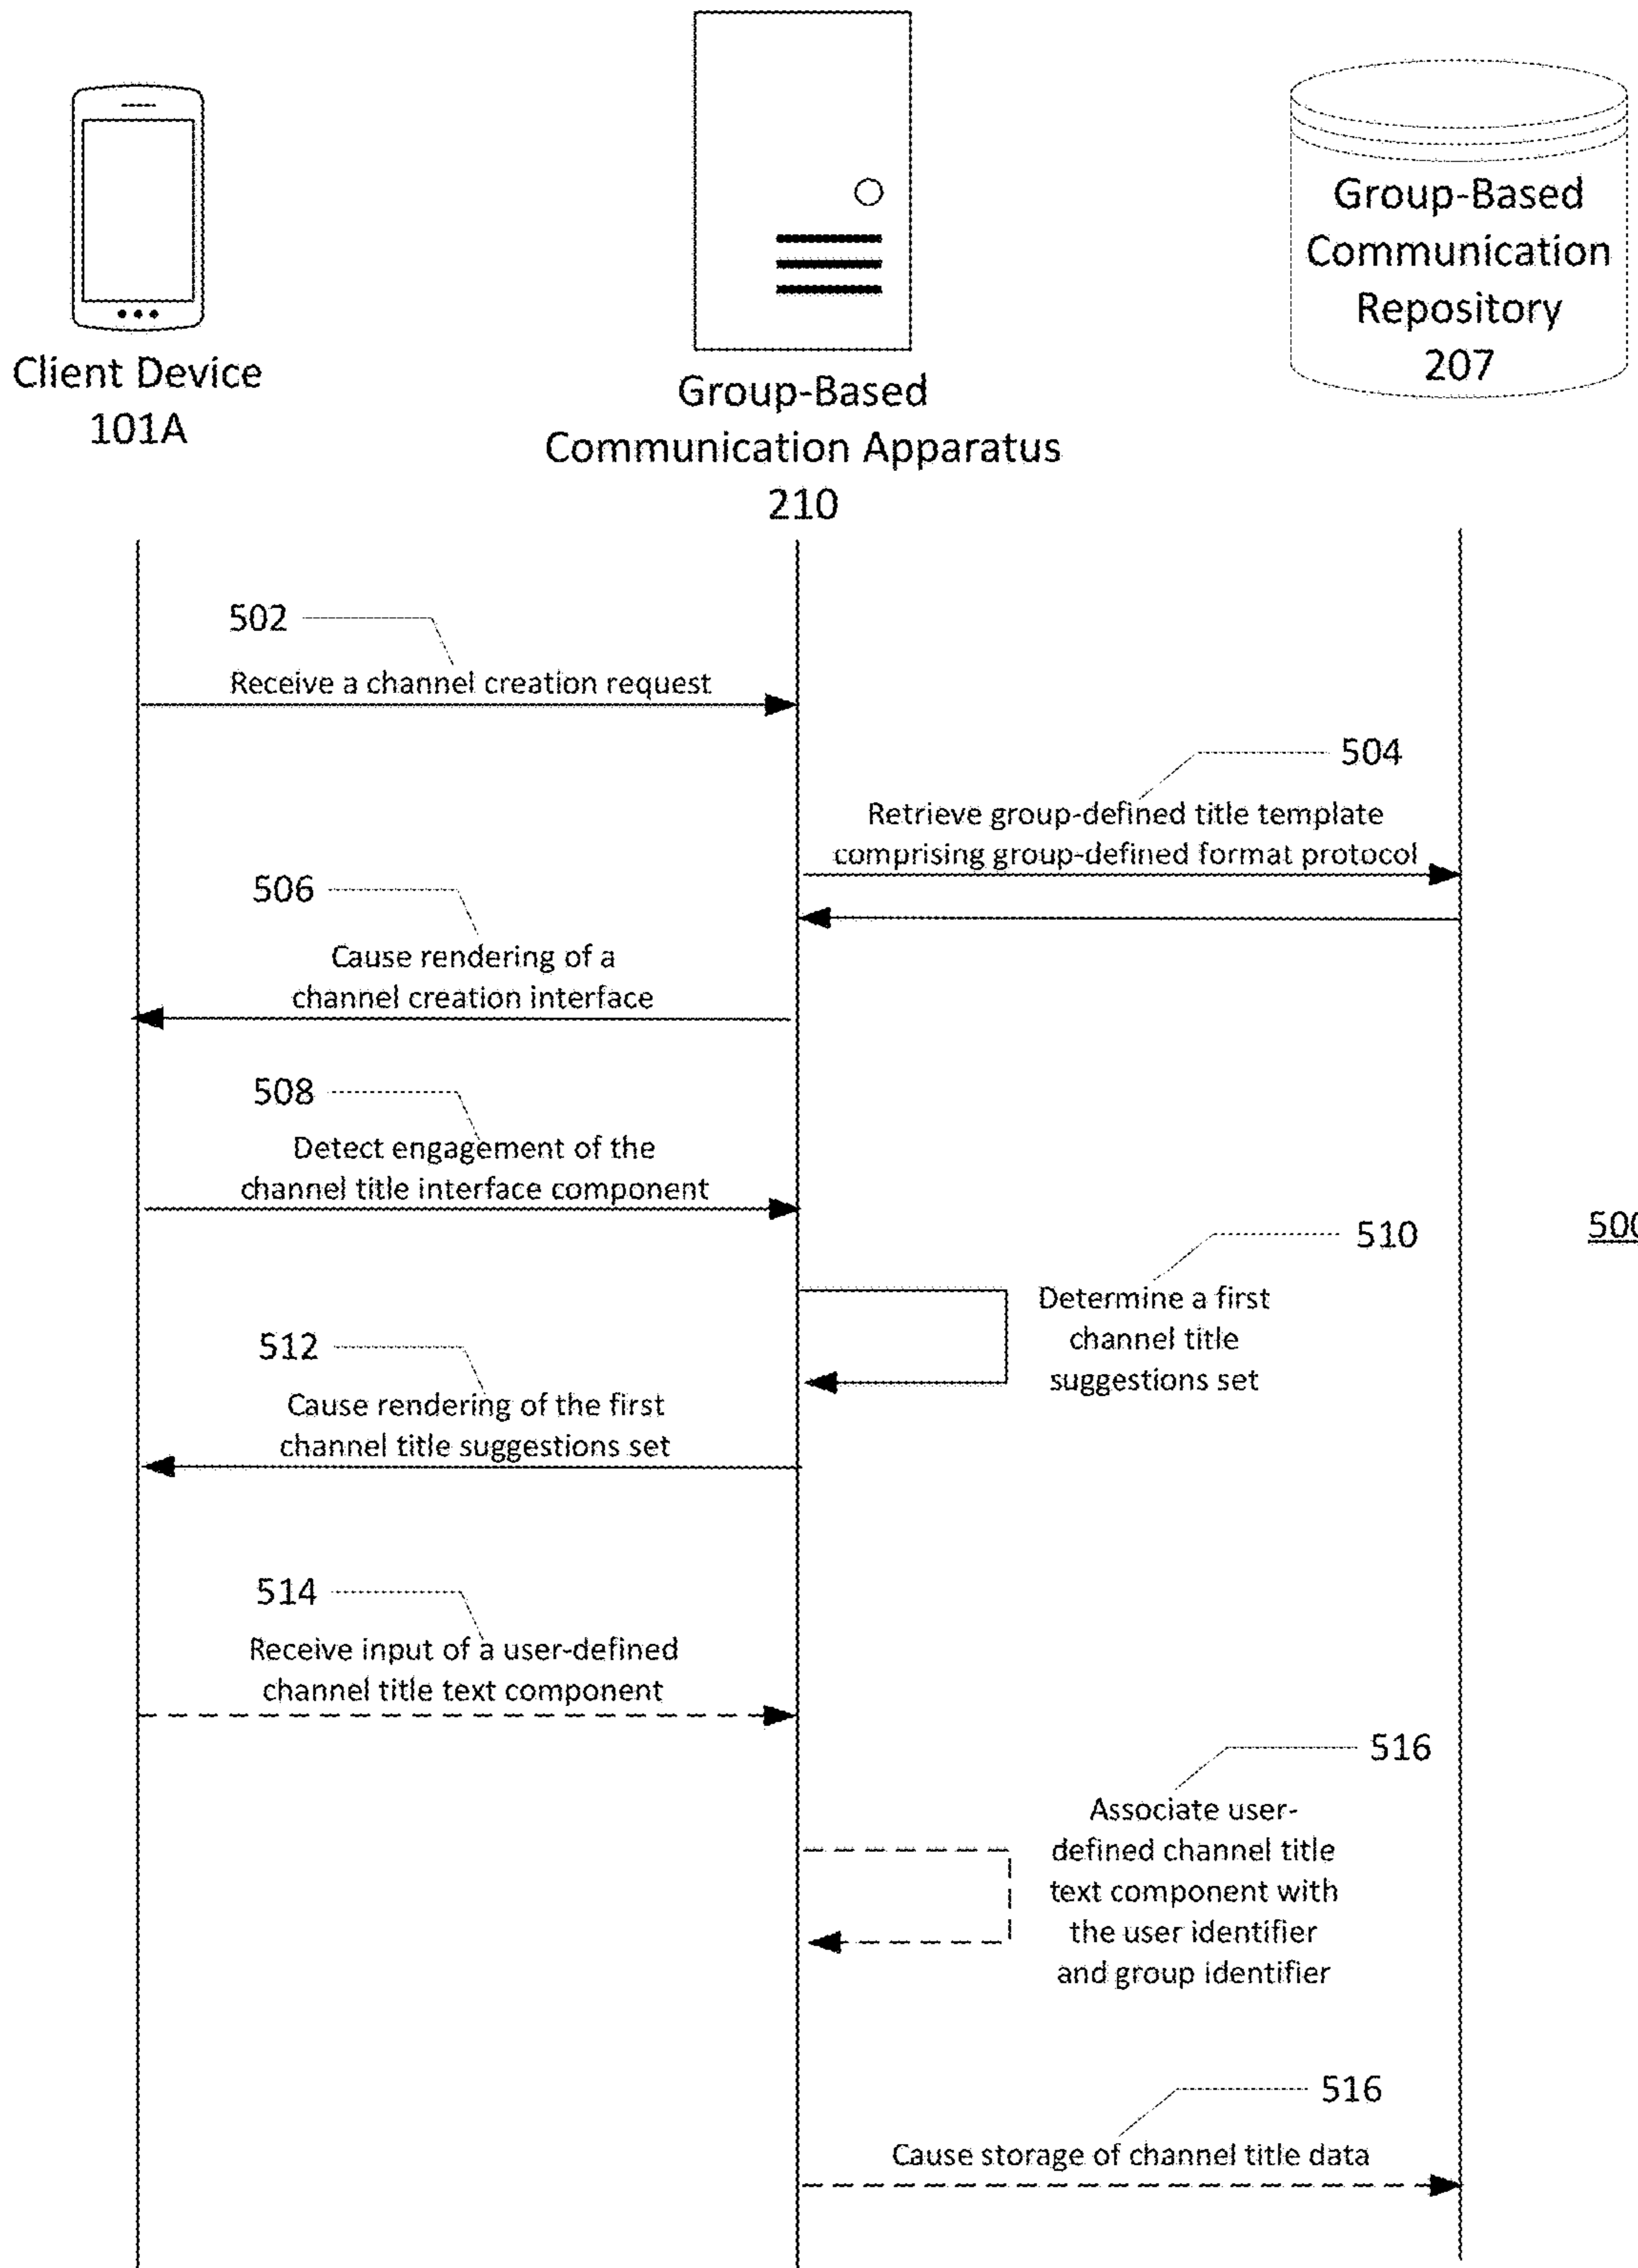 Client Device
101A
Group-Based
Communication Apparatus
210
Group-Based
Communication
Repository
207
502
Receive a channel creation request
504
Retrieve group-defined title template
comprising group-defined format protocol
506
Cause rendering of a
channel creation interface
508
Detect engagement of the
channel title interface component
510
Determine a first
channel title
suggestions set
500
512
Cause rendering of the first
channel title suggestions set
514
Receive input of a user-defined
channel title text component
516
Associate user-
defined channel title
text component with
the user identifier
and group identifier
516
Cause storage of channel title data